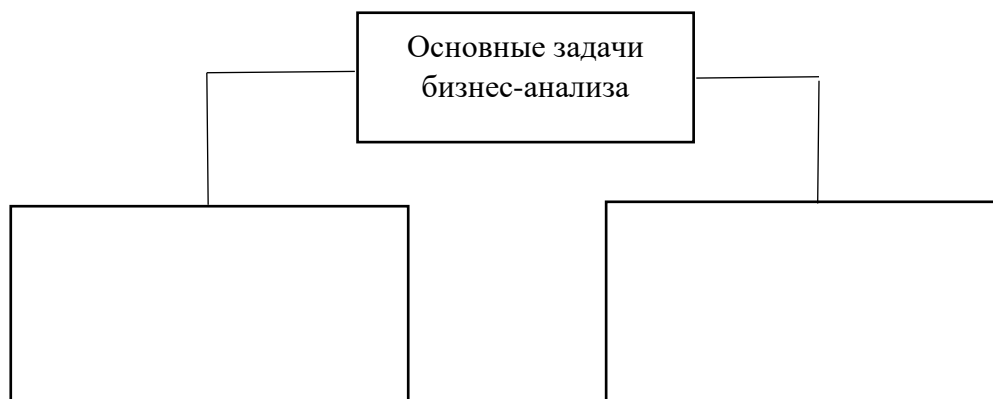 Основные задачи
бизнес-анализа